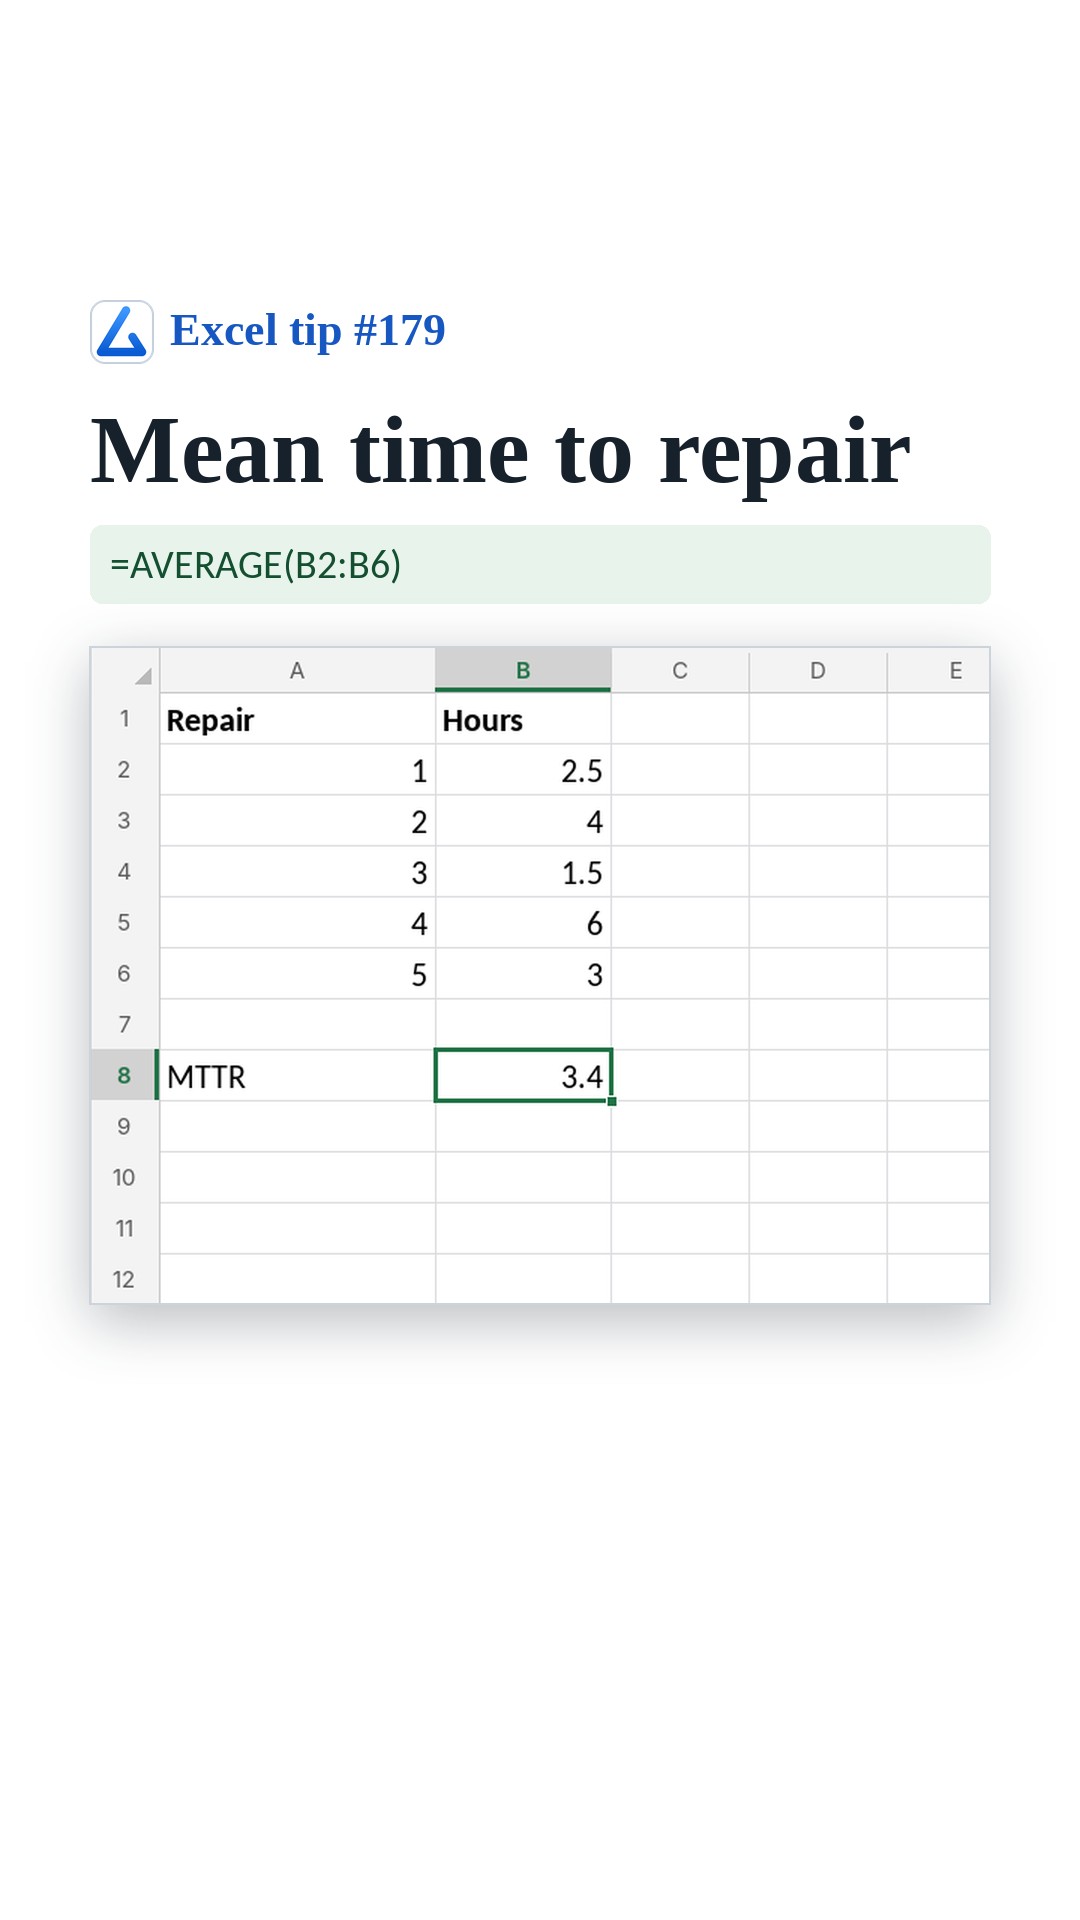 Excel tip #179
Mean time to repair
=AVERAGE(B2:B6)
A B C D E
1 Repair Hours
2 1 2.5
3 2 4
4 3 1.5
5 4 6
6 5 3
7
8 MTTR 3.4
9
10
11
12